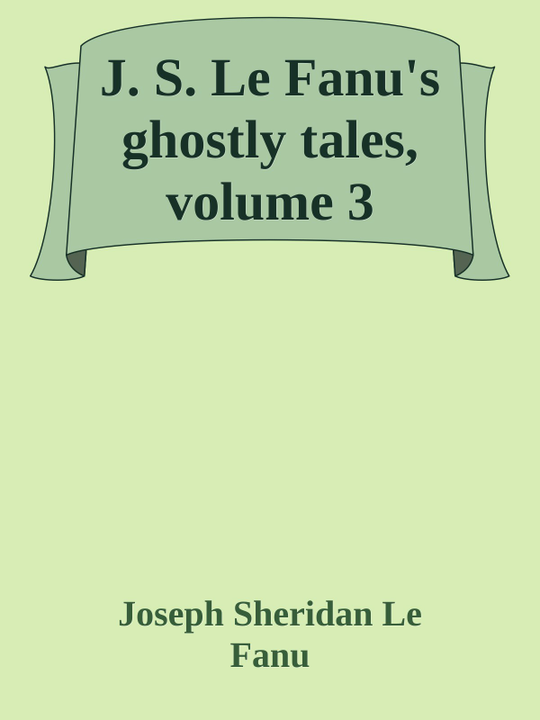 J. S. Le Fanu's
ghostly tales,
volume 3
Joseph Sheridan Le
Fanu